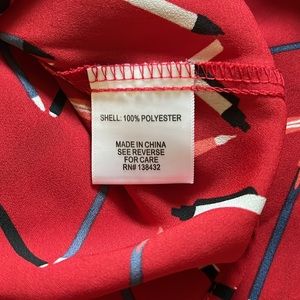 SHELL: 100% POLYESTER
MADE IN CHINA
SEE REVERSE
FOR CARE
RN# 138432